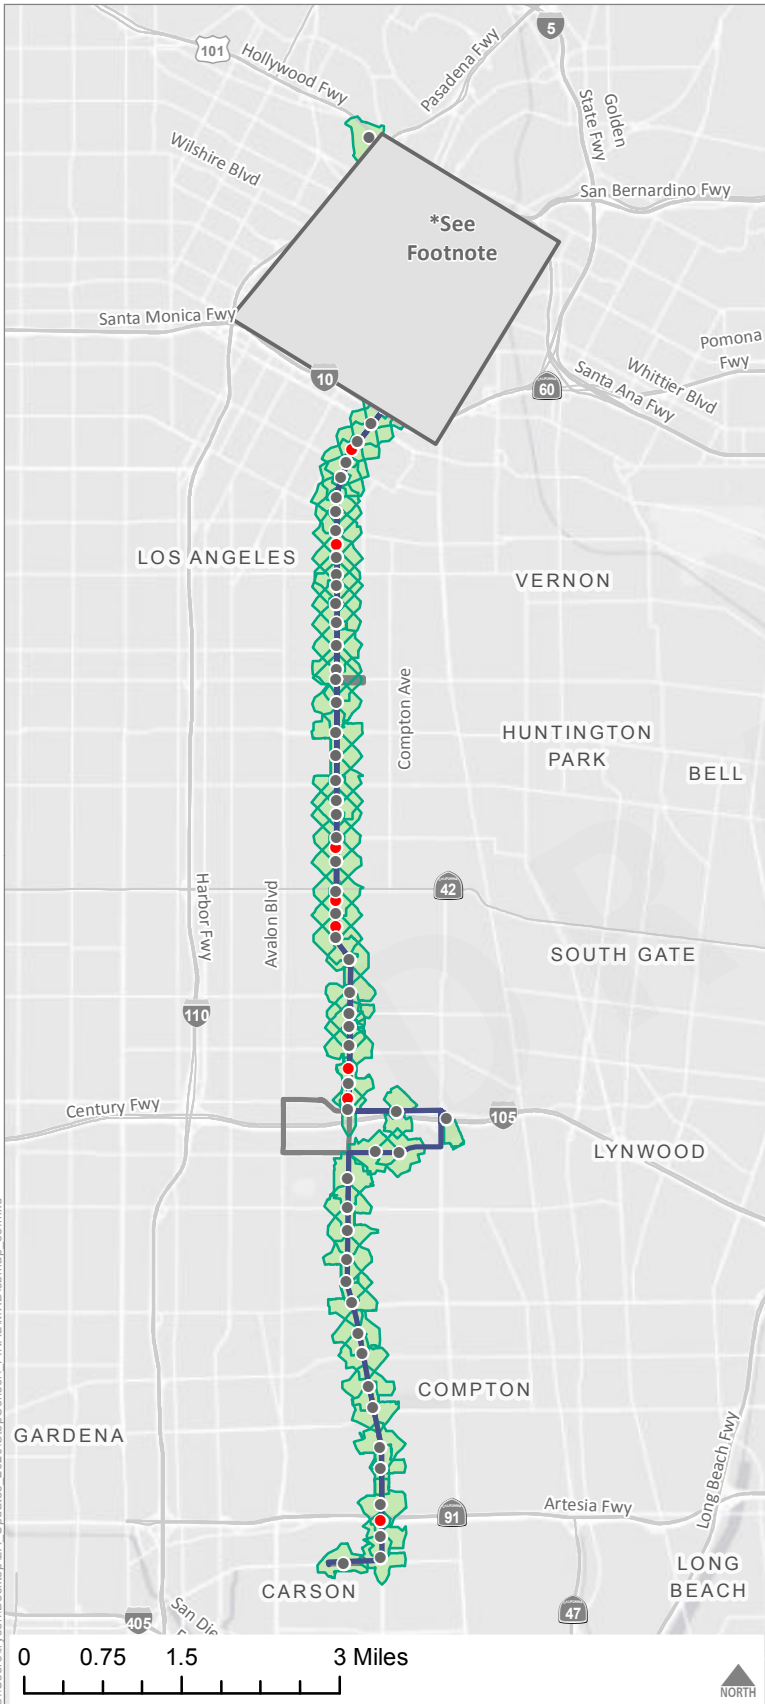 5
101
Hollywood Fwy
Pasadena Fwy
Golden
State Fwy
Wilshire Blvd
San Bernardino Fwy
*See
Footnote
Santa Monica Fwy
Pomona
Fwy
10
Whittier Blvd
60
Santa Ana Fwy
LOS ANGELES
VERNON
Compton Ave
HUNTINGTON
PARK
BELL
42
Harbor Fwy
Avalon Blvd
SOUTH GATE
110
Century Fwy
105
LYNWOOD
COMPTON
GARDENA
Long Beach Fwy
Artesia Fwy
91
LONG
BEACH
CARSON
47
405
San Die
0 0.75 1.5 3 Miles
NORTH